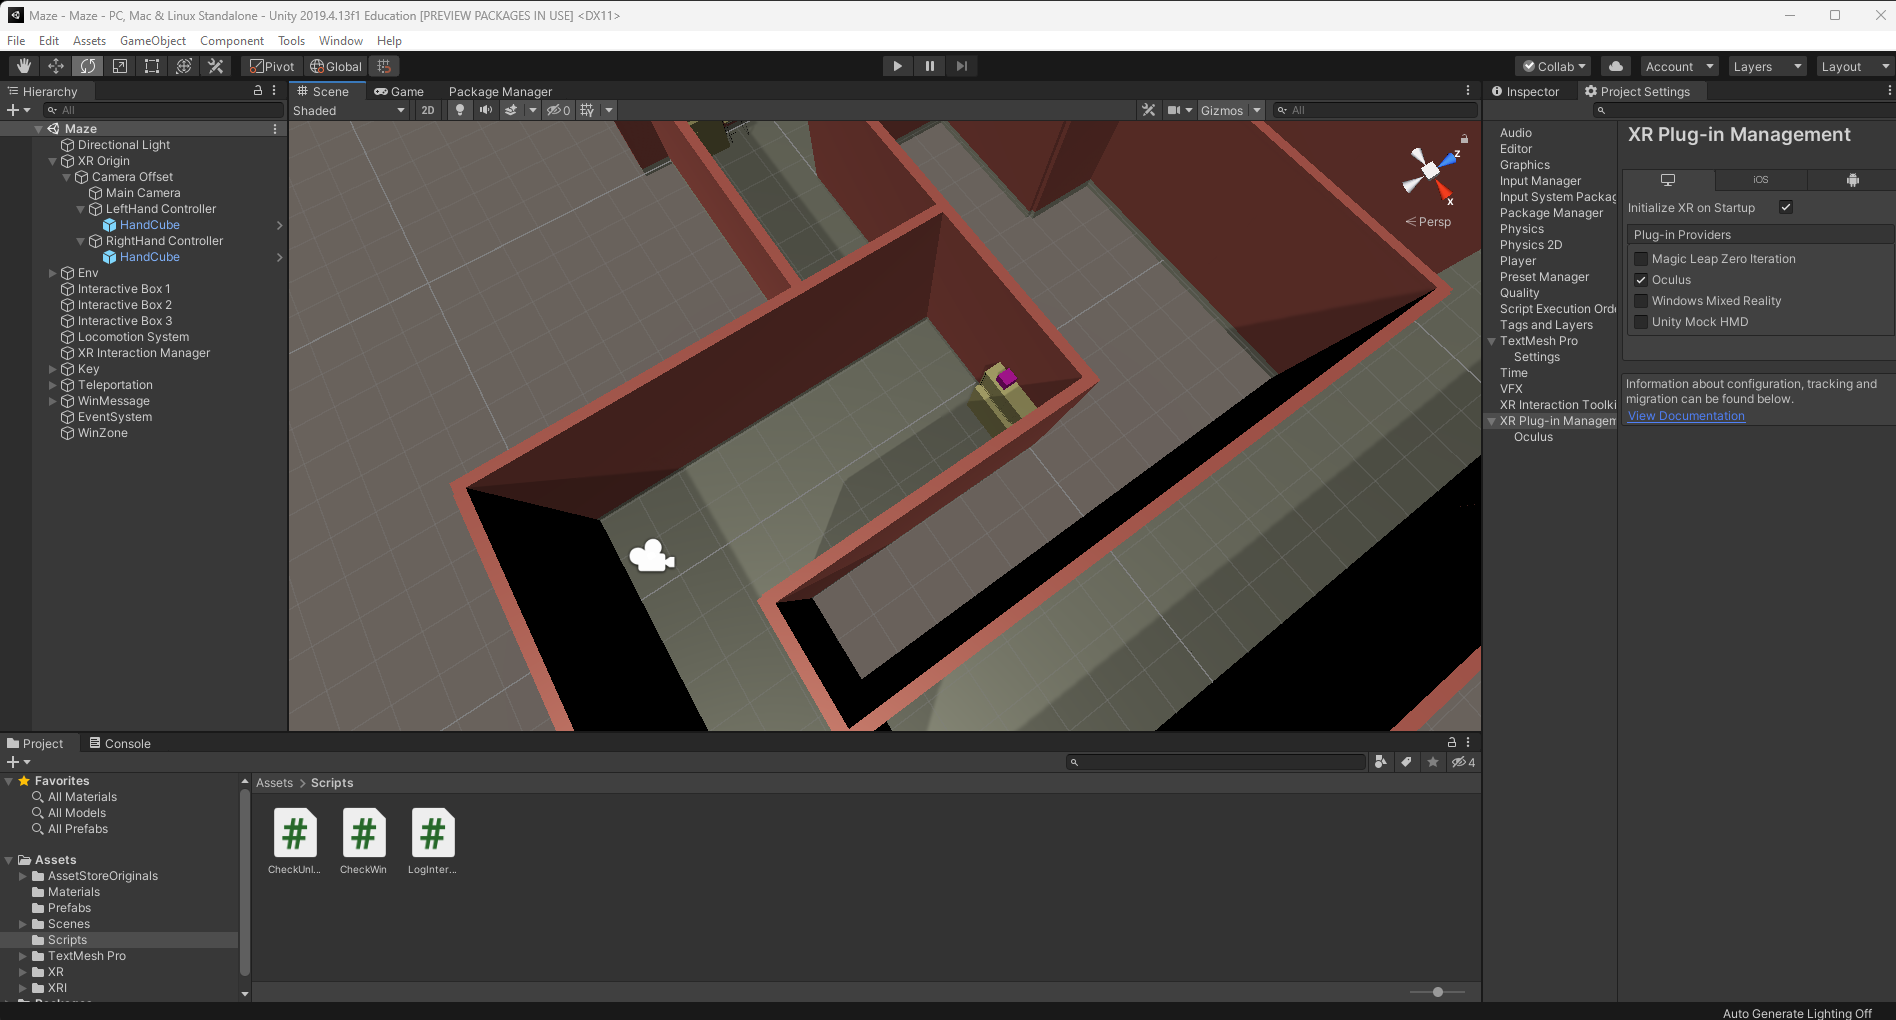 Maze - Maze - PC, Mac & Linux Standalone - Unity 2019.4.13f1 Education [PREVIEW PACKAGES IN USE] <DX11>
File Edit Assets GameObject Component Tools Window Help
Pivot Global Collab Account Layers Layout
Hierarchy
All
Maze
Directional Light
XR Origin
Camera Offset
Main Camera
LeftHand Controller
HandCube
RightHand Controller
HandCube
Env
Interactive Box 1
Interactive Box 2
Interactive Box 3
Locomotion System
XR Interaction Manager
Key
Teleportation
WinMessage
EventSystem
WinZone
Scene Game Package Manager
Shaded 2D 0 Gizmos All
z
x
Persp
Inspector Project Settings
Audio
Editor
Graphics
Input Manager
Input System Packag
Package Manager
Physics
Physics 2D
Player
Preset Manager
Quality
Script Execution Orde
Tags and Layers
TextMesh Pro
Settings
Time
VFX
XR Interaction Toolki
XR Plug-in Managem
Oculus
XR Plug-in Management
iOS
Initialize XR on Startup
Plug-in Providers
Magic Leap Zero Iteration
Oculus
Windows Mixed Reality
Unity Mock HMD
Information about configuration, tracking and
migration can be found below.
View Documentation
Project Console
4
Favorites
All Materials
All Models
All Prefabs
Assets
AssetStoreOriginals
Materials
Prefabs
Scenes
Scripts
TextMesh Pro
XR
XRI
Assets > Scripts
CheckUnl... CheckWin LogInter...
Auto Generate Lighting Off